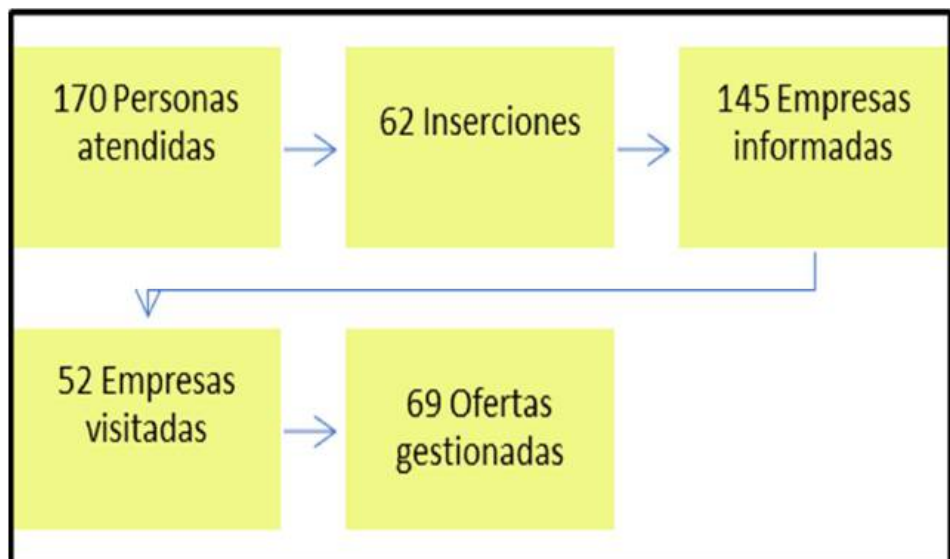 170 Personas
atendidas
62 Inserciones
145 Empresas
informadas
52 Empresas
visitadas
69 Ofertas
gestionadas